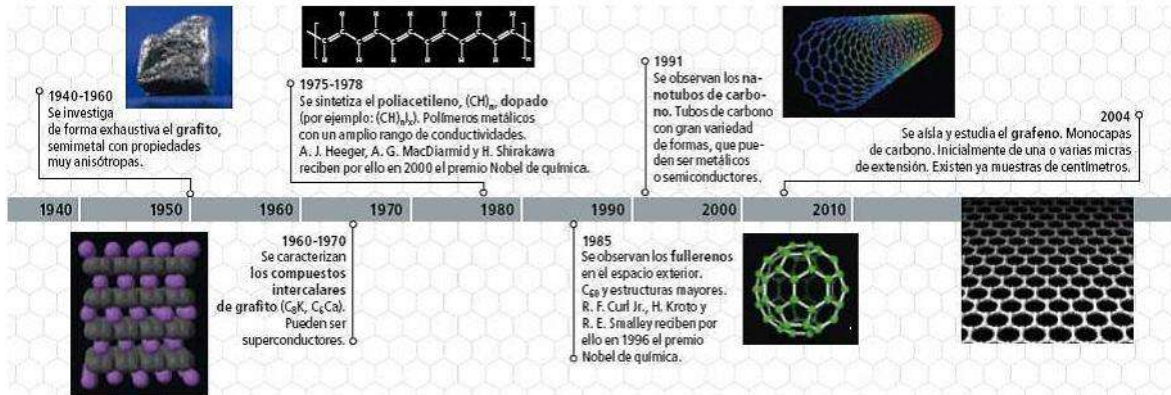 1940-1960
Se investiga
de forma exhaustiva el grafito,
semimetal con propiedades
muy anisótropas.
1975-1978
Se sintetiza el poliacetileno, (CH)n, dopado
(por ejemplo: (CH)nIx). Polímeros metálicos
con un amplio rango de conductividades.
A. J. Heeger, A. G. MacDiarmid y H. Shirakawa
reciben por ello en 2000 el premio Nobel de química.
1991
Se observan los na-
notubos de carbo-
no. Tubos de carbono
con gran variedad
de formas, que pue-
den ser metálicos
o semiconductores.
2004
Se aísla y estudia el grafeno. Monocapas
de carbono. Inicialmente de una o varias micras
de extensión. Existen ya muestras de centímetros.
1940 1950 1960 1970 1980 1990 2000 2010
1960-1970
Se caracterizan
los compuestos
intercalares
de grafito (C8K, C6Ca).
Pueden ser
superconductores.
1985
Se observan los fullerenos
en el espacio exterior.
C60 y estructuras mayores.
R. F. Curl Jr., H. Kroto y
R. E. Smalley reciben por
ello en 1996 el premio
Nobel de química.